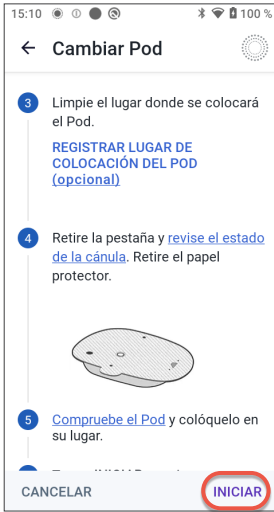 15:10 100 %
Cambiar Pod
3 Limpie el lugar donde se colocará
el Pod.
REGISTRAR LUGAR DE
COLOCACIÓN DEL POD
(opcional)
4 Retire la pestaña y revise el estado
de la cánula. Retire el papel
protector.
5 Compruebe el Pod y colóquelo en
su lugar.
CANCELAR INICIAR